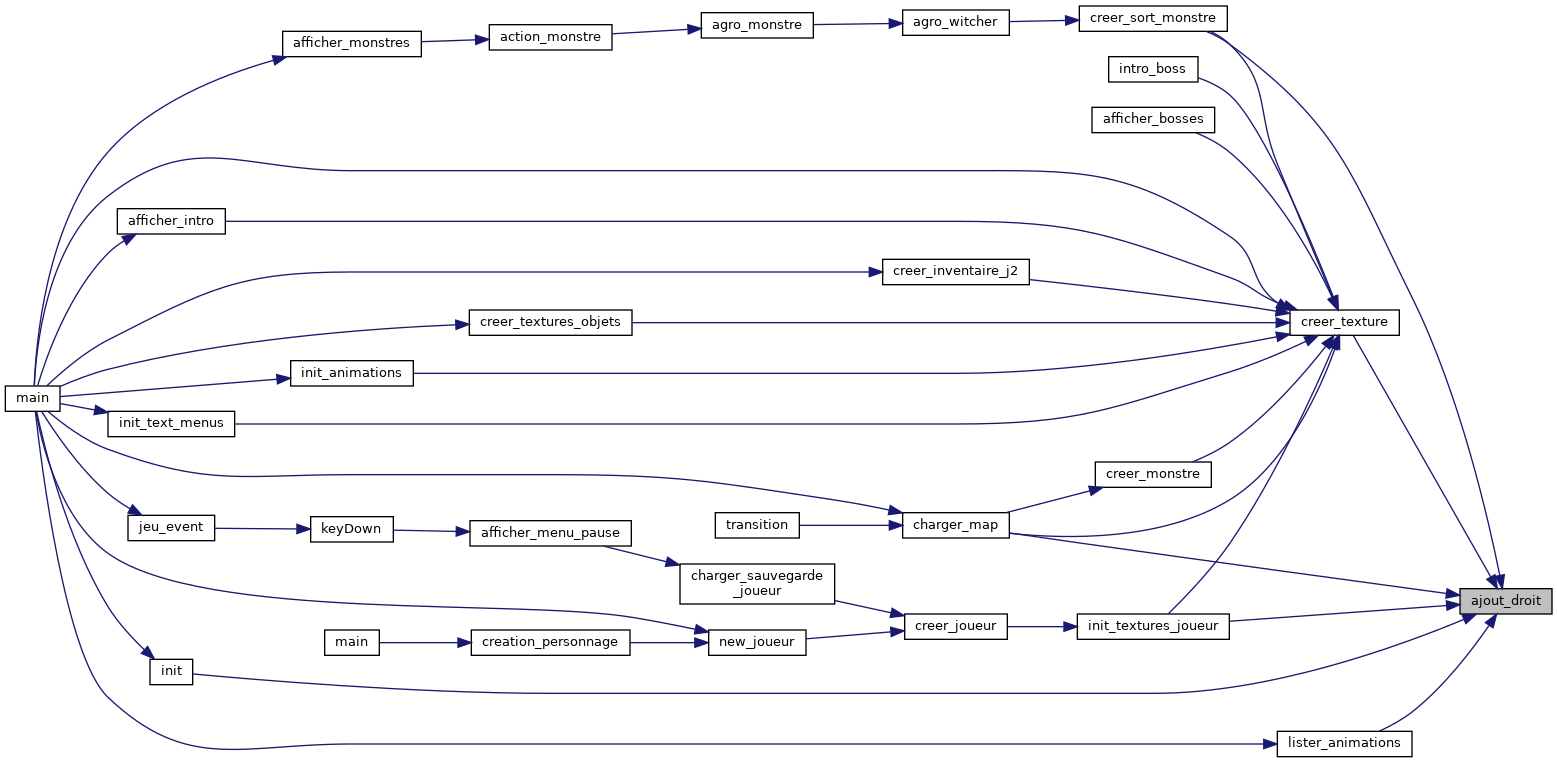 creer_sort_monstre
agro_witcher
agro_monstre
action_monstre
afficher_monstres
intro_boss
afficher_bosses
afficher_intro
creer_inventaire_j2
creer_textures_objets
creer_texture
init_animations
main
init_text_menus
creer_monstre
jeu_event
keyDown
transition
charger_map
afficher_menu_pause
charger_sauvegarde
_joueur
ajout_droit
creer_joueur
init_textures_joueur
main
creation_personnage
new_joueur
init
lister_animations